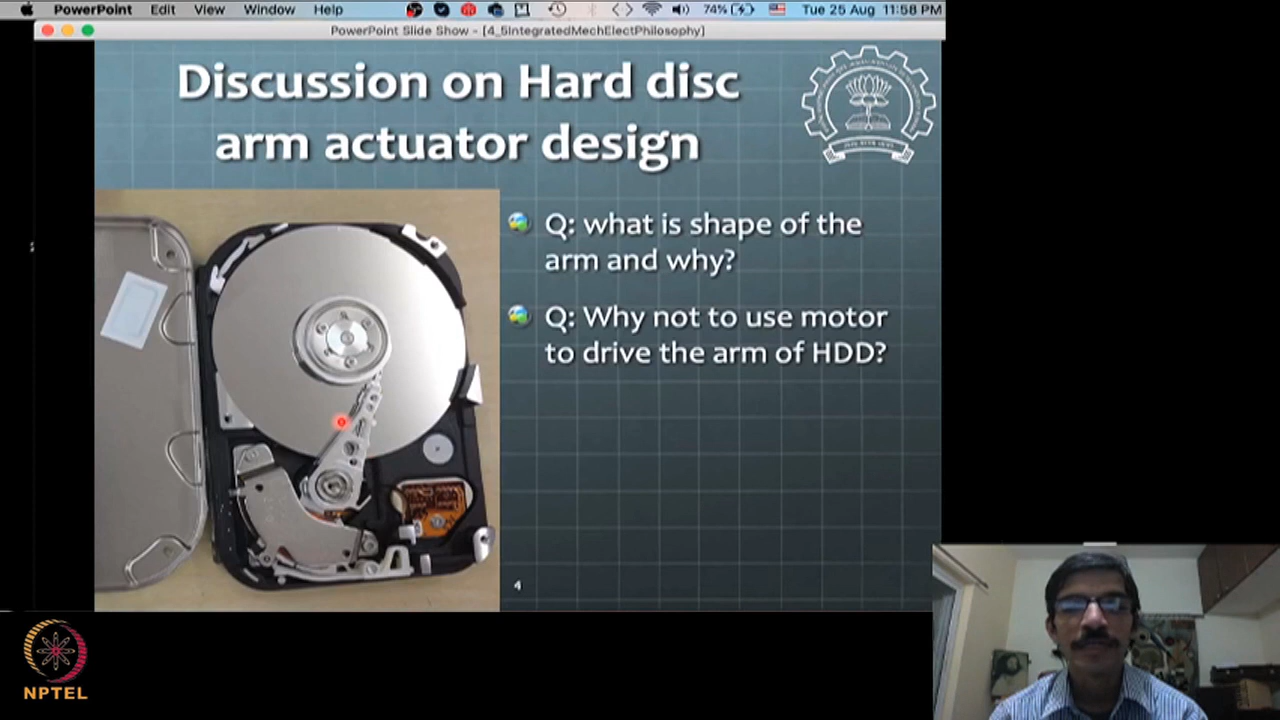 PowerPoint Edit View Window Help 74% Tue 25 Aug 11:58 PM
PowerPoint Slide Show - [4_5IntegratedMechElectPhilosophy]
Discussion on Hard disc
arm actuator design
Q: what is shape of the
arm and why?
Q: Why not to use motor
to drive the arm of HDD?
4
NPTEL